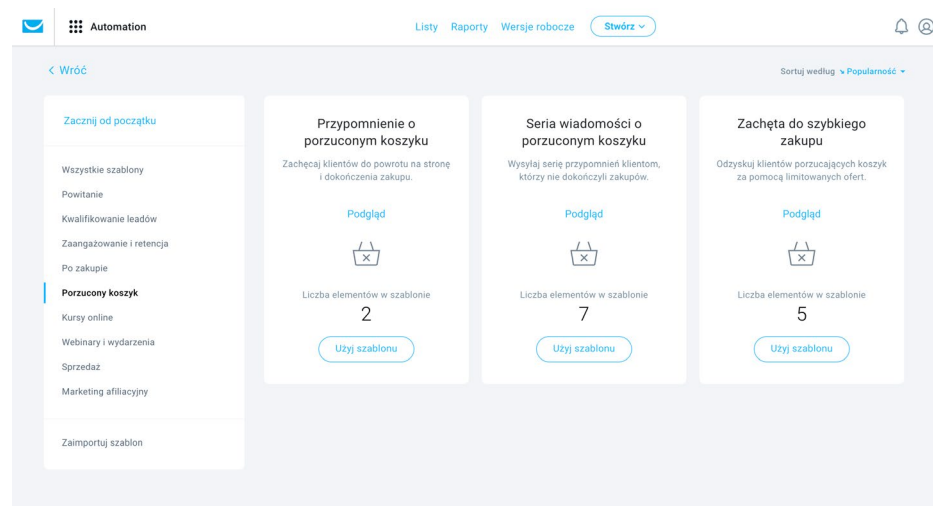 Automation
Listy Raporty Wersje robocze Stwórz
Wróć
Sortuj według Popularność
Zacznij od początku
Wszystkie szablony
Powitanie
Kwalifikowanie leadów
Zaangażowanie i retencja
Po zakupie
Porzucony koszyk
Kursy online
Webinary i wydarzenia
Sprzedaż
Marketing afiliacyjny
Zaimportuj szablon
Przypomnienie o
porzuconym koszyku
Zachęcaj klientów do powrotu na stronę
i dokończenia zakupu.
Podgląd
Liczba elementów w szablonie
2
Użyj szablonu
Seria wiadomości o
porzuconym koszyku
Wysyłaj serię przypomnień klientom,
którzy nie dokończyli zakupów.
Podgląd
Liczba elementów w szablonie
7
Użyj szablonu
Zachęta do szybkiego
zakupu
Odzyskuj klientów porzucających koszyk
za pomocą limitowanych ofert.
Podgląd
Liczba elementów w szablonie
5
Użyj szablonu